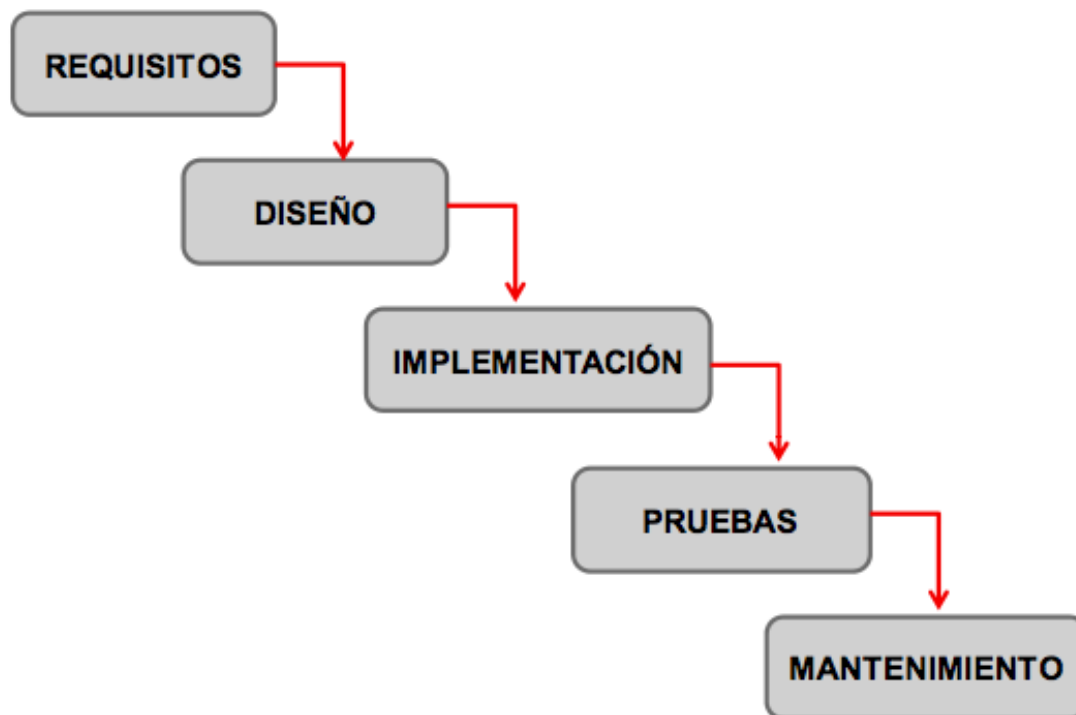 REQUISITOS
DISEÑO
IMPLEMENTACIÓN
PRUEBAS
MANTENIMIENTO